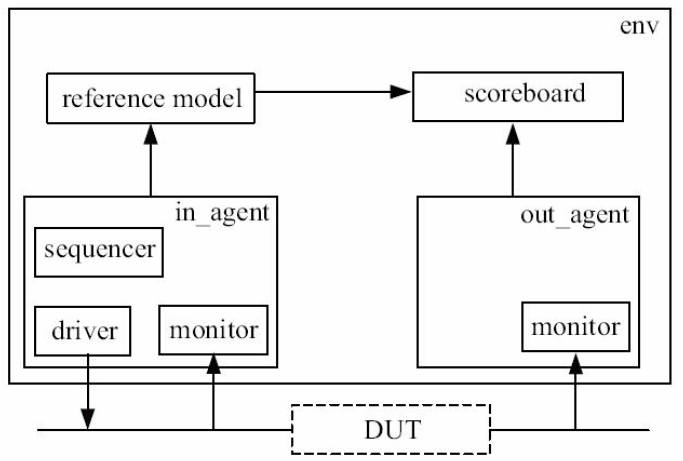 env
reference model
scoreboard
in_agent
sequencer
driver
monitor
out_agent
monitor
DUT